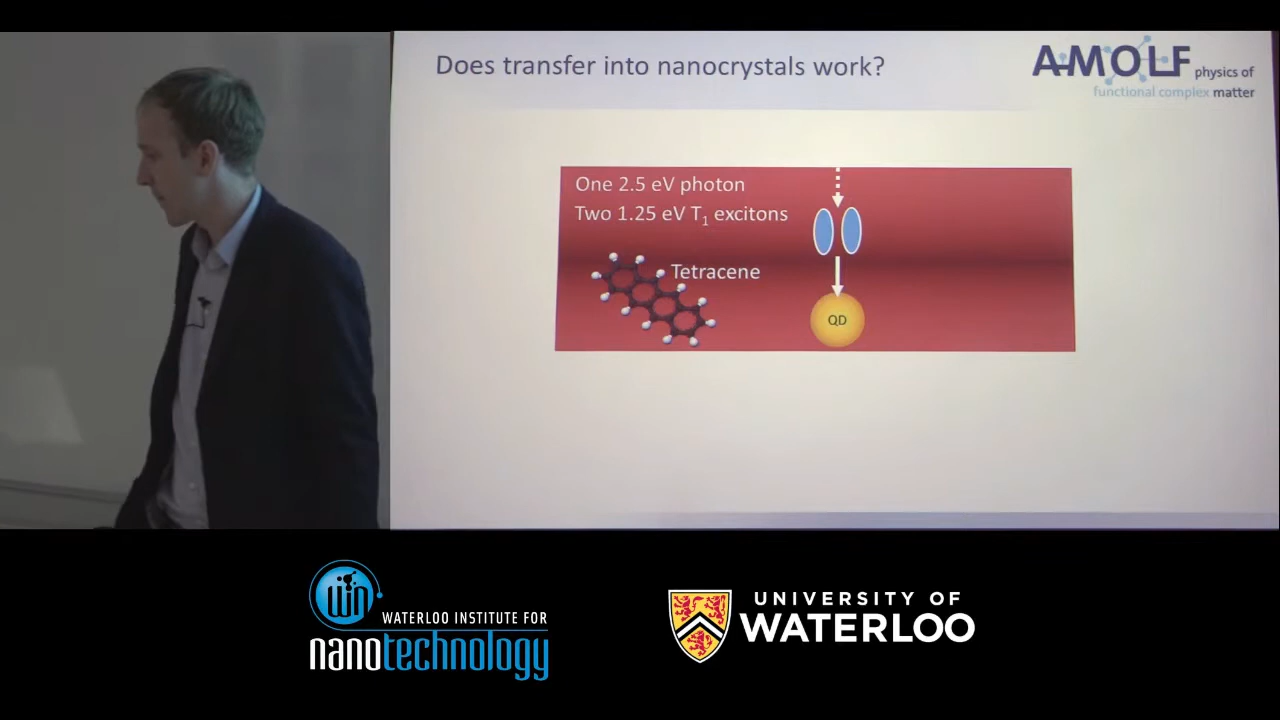 Does transfer into nanocrystals work?
AMOLF
physics of
functional complex matter
One 2.5 eV photon
Two 1.25 eV T₁ excitons
Tetracene
QD
WIN
WATERLOO INSTITUTE FOR
nanotechnology
UNIVERSITY OF
WATERLOO